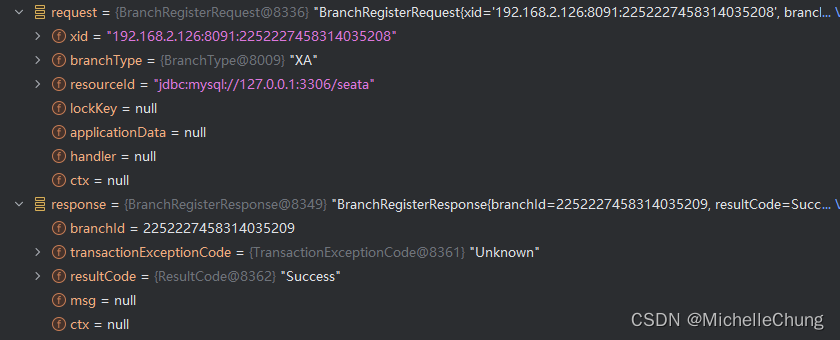 request = {BranchRegisterRequest@8336} "BranchRegisterRequest{xid='192.168.2.126:8091:2252227458314035208', brancl... V
xid = "192.168.2.126:8091:2252227458314035208"
branchType = {BranchType@8009} "XA"
resourceId = "jdbc:mysql://127.0.0.1:3306/seata"
lockKey = null
applicationData = null
handler = null
ctx = null
response = {BranchRegisterResponse@8349} "BranchRegisterResponse{branchId=2252227458314035209, resultCode=Succ... V
branchId = 2252227458314035209
transactionExceptionCode = {TransactionExceptionCode@8361} "Unknown"
resultCode = {ResultCode@8362} "Success"
msg = null
ctx = null
CSDN @MichelleChung